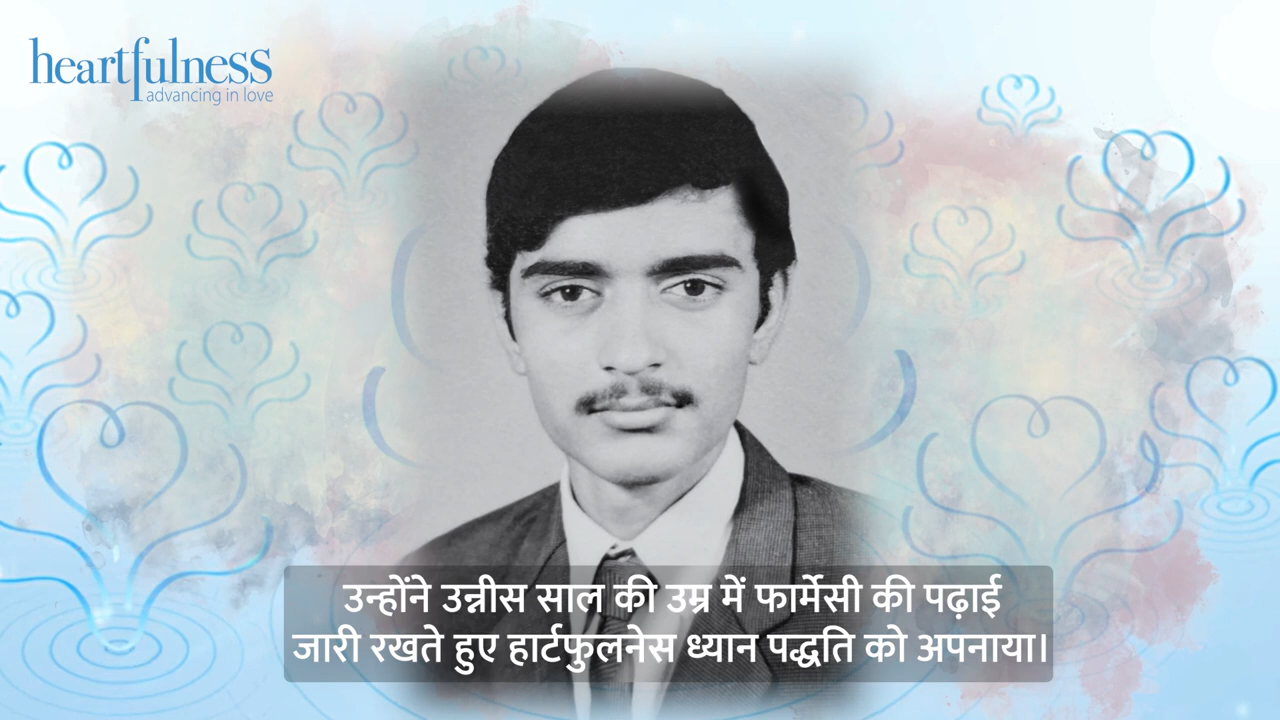 heartfulness
advancing in love
उन्होंने उन्नीस साल की उम्र में फार्मेसी की पढ़ाई
जारी रखते हुए हार्टफुलनेस ध्यान पद्धति को अपनाया।